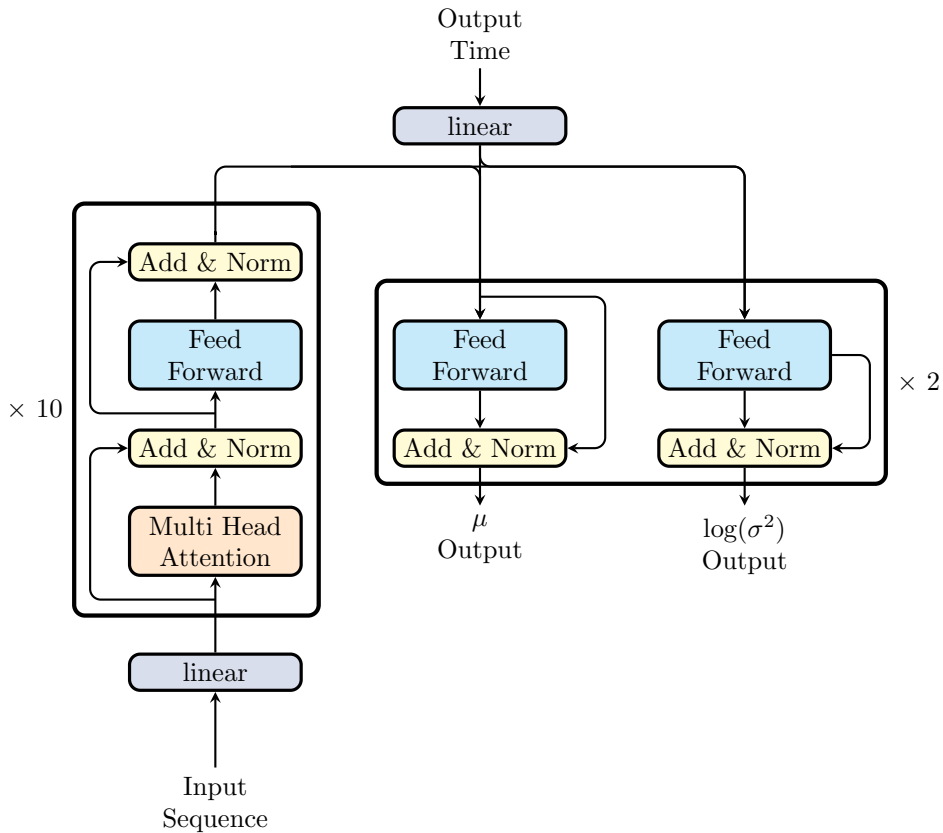 Output
Time
linear
Add & Norm
Feed
Forward
× 10
Add & Norm
Multi Head
Attention
linear
Input
Sequence
Feed
Forward
Add & Norm
μ
Output
Feed
Forward
× 2
Add & Norm
log(σ²)
Output